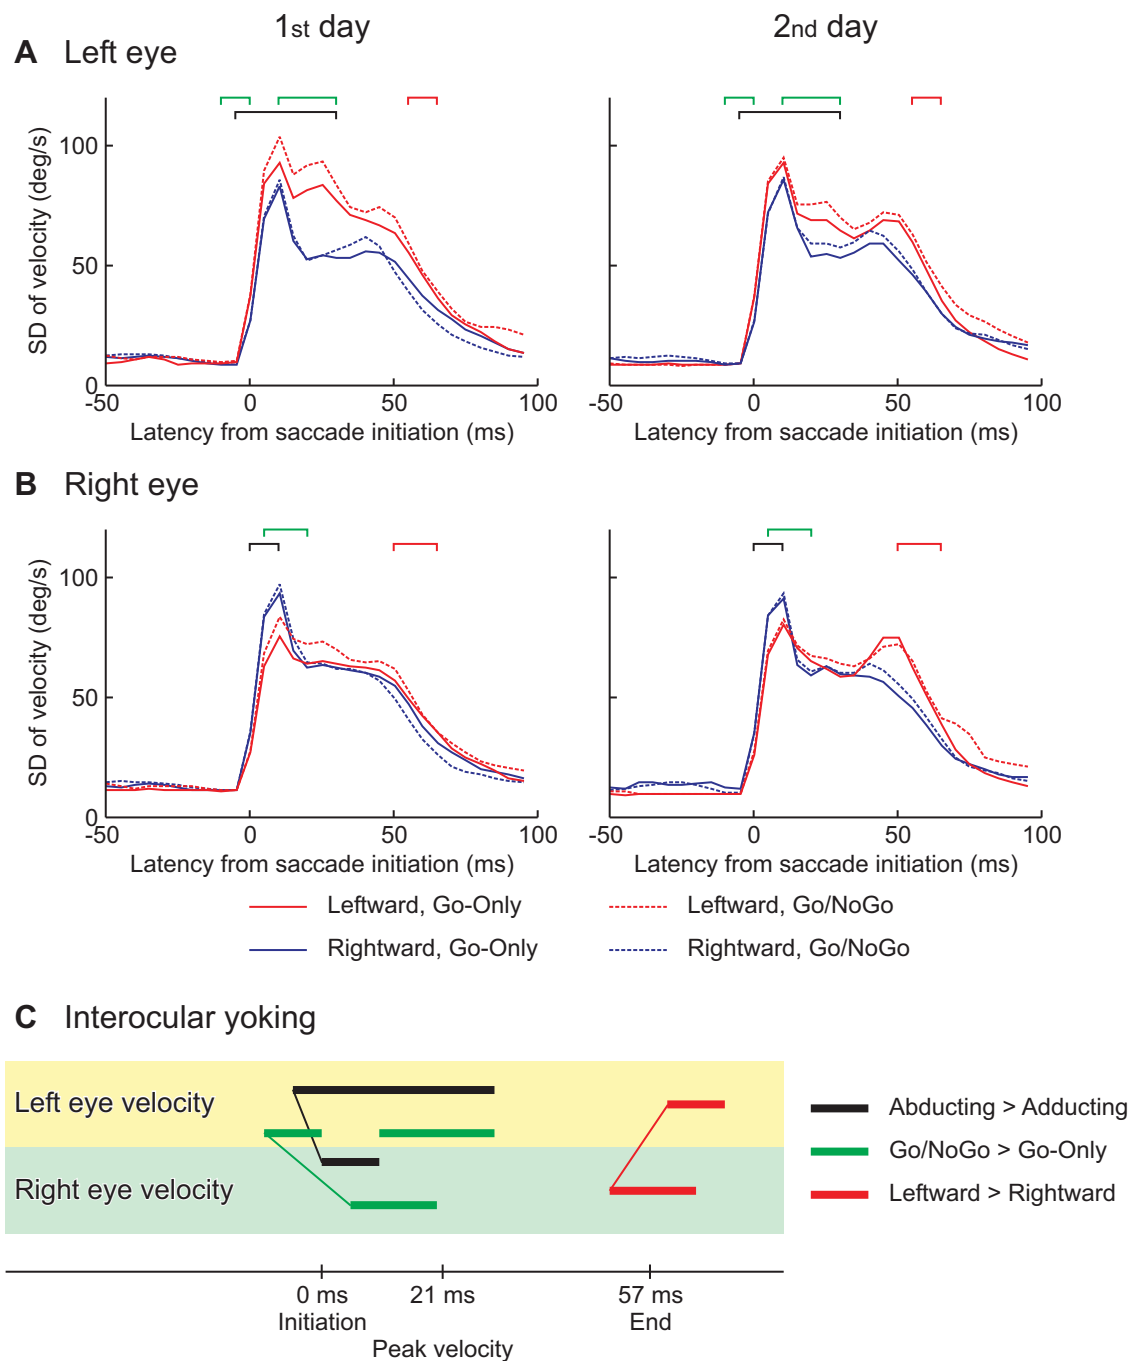 1st day
2nd day
A Left eye
SD of velocity (deg/s)
100
50
0
-50 0 50 100
Latency from saccade initiation (ms)
-50 0 50 100
Latency from saccade initiation (ms)
B Right eye
SD of velocity (deg/s)
100
50
0
-50 0 50 100
Latency from saccade initiation (ms)
-50 0 50 100
Latency from saccade initiation (ms)
Leftward, Go-Only
Leftward, Go/NoGo
Rightward, Go-Only
Rightward, Go/NoGo
C Interocular yoking
Left eye velocity
Right eye velocity
Abducting > Adducting
Go/NoGo > Go-Only
Leftward > Rightward
0 ms
Initiation
21 ms
Peak velocity
57 ms
End